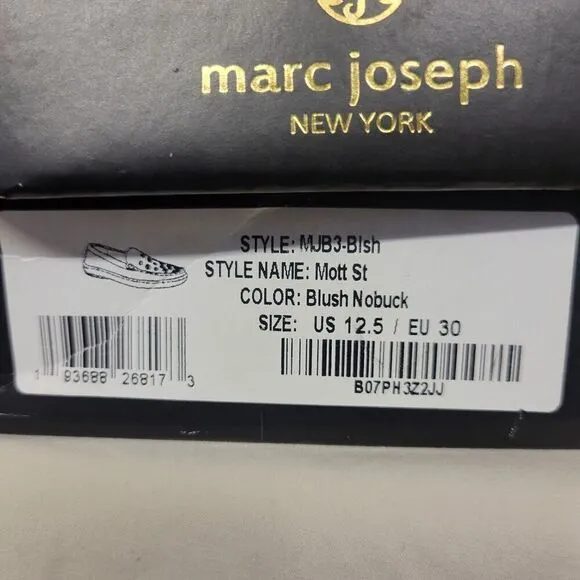 marc joseph
NEW YORK
STYLE: MJB3-Blsh
STYLE NAME: Mott St
COLOR: Blush Nobuck
SIZE: US 12.5 / EU 30
1 93688 26817 3
B07PH3Z2JJ